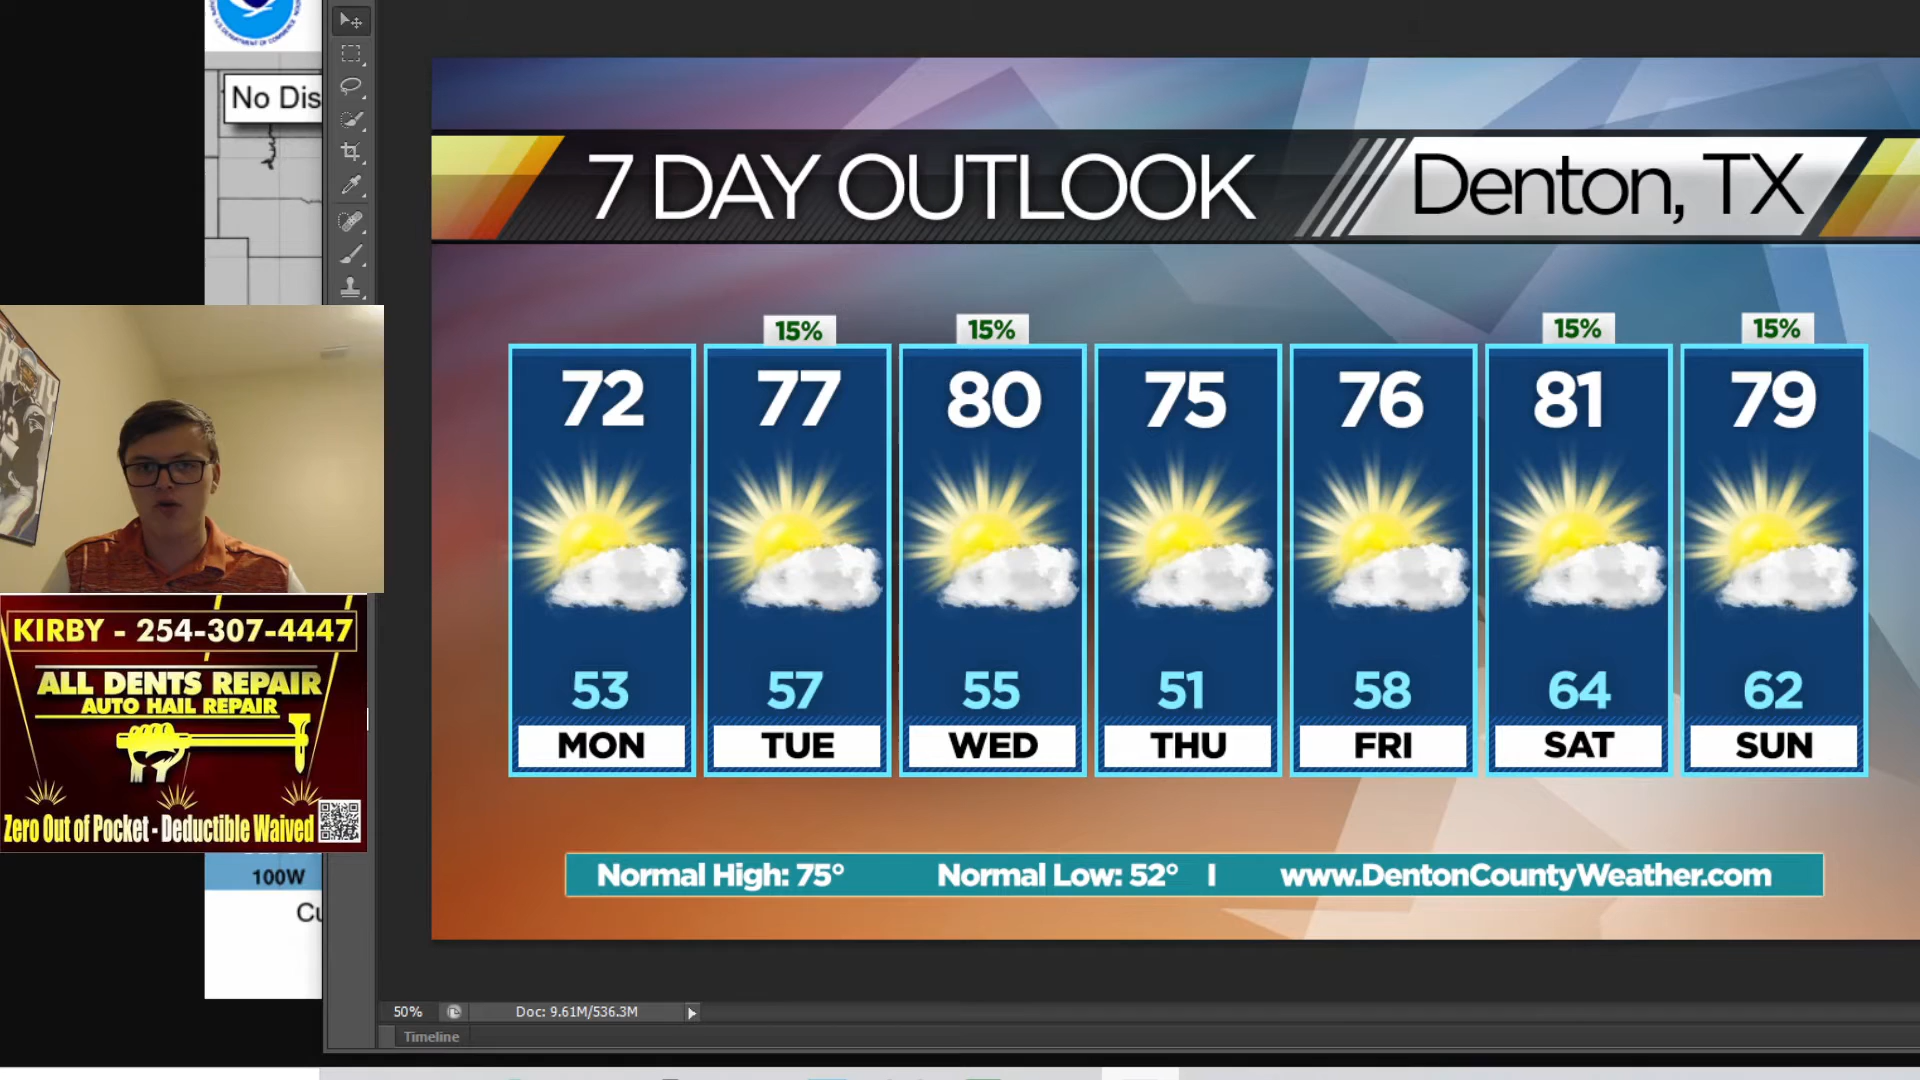 No Dis
7 DAY OUTLOOK
Denton, TX
15%
15%
15%
15%
72
77
80
75
76
81
79
53
57
55
51
58
64
62
MON
TUE
WED
THU
FRI
SAT
SUN
Normal High: 75° Normal Low: 52° | www.DentonCountyWeather.com
KIRBY - 254-307-4447
ALL DENTS REPAIR
AUTO HAIL REPAIR
Zero Out of Pocket - Deductible Waived
100W
Cu
50%
Doc: 9.61M/536.3M
Timeline